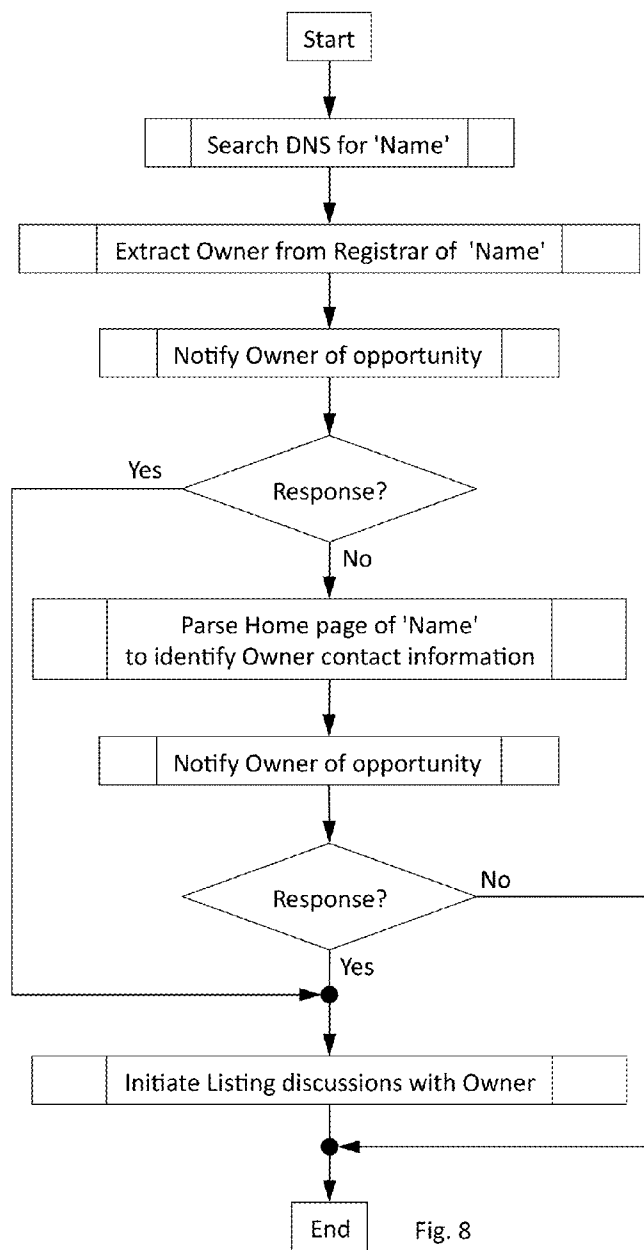 Start
Search DNS for 'Name'
Extract Owner from Registrar of 'Name'
Notify Owner of opportunity
Yes
Response?
No
Parse Home page of 'Name'
to identify Owner contact information
Notify Owner of opportunity
No
Response?
Yes
Initiate Listing discussions with Owner
End
Fig. 8